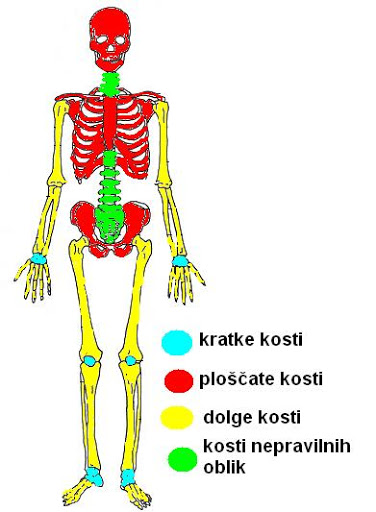 kratke kosti
ploščate kosti
dolge kosti
kosti nepravilnih
oblik